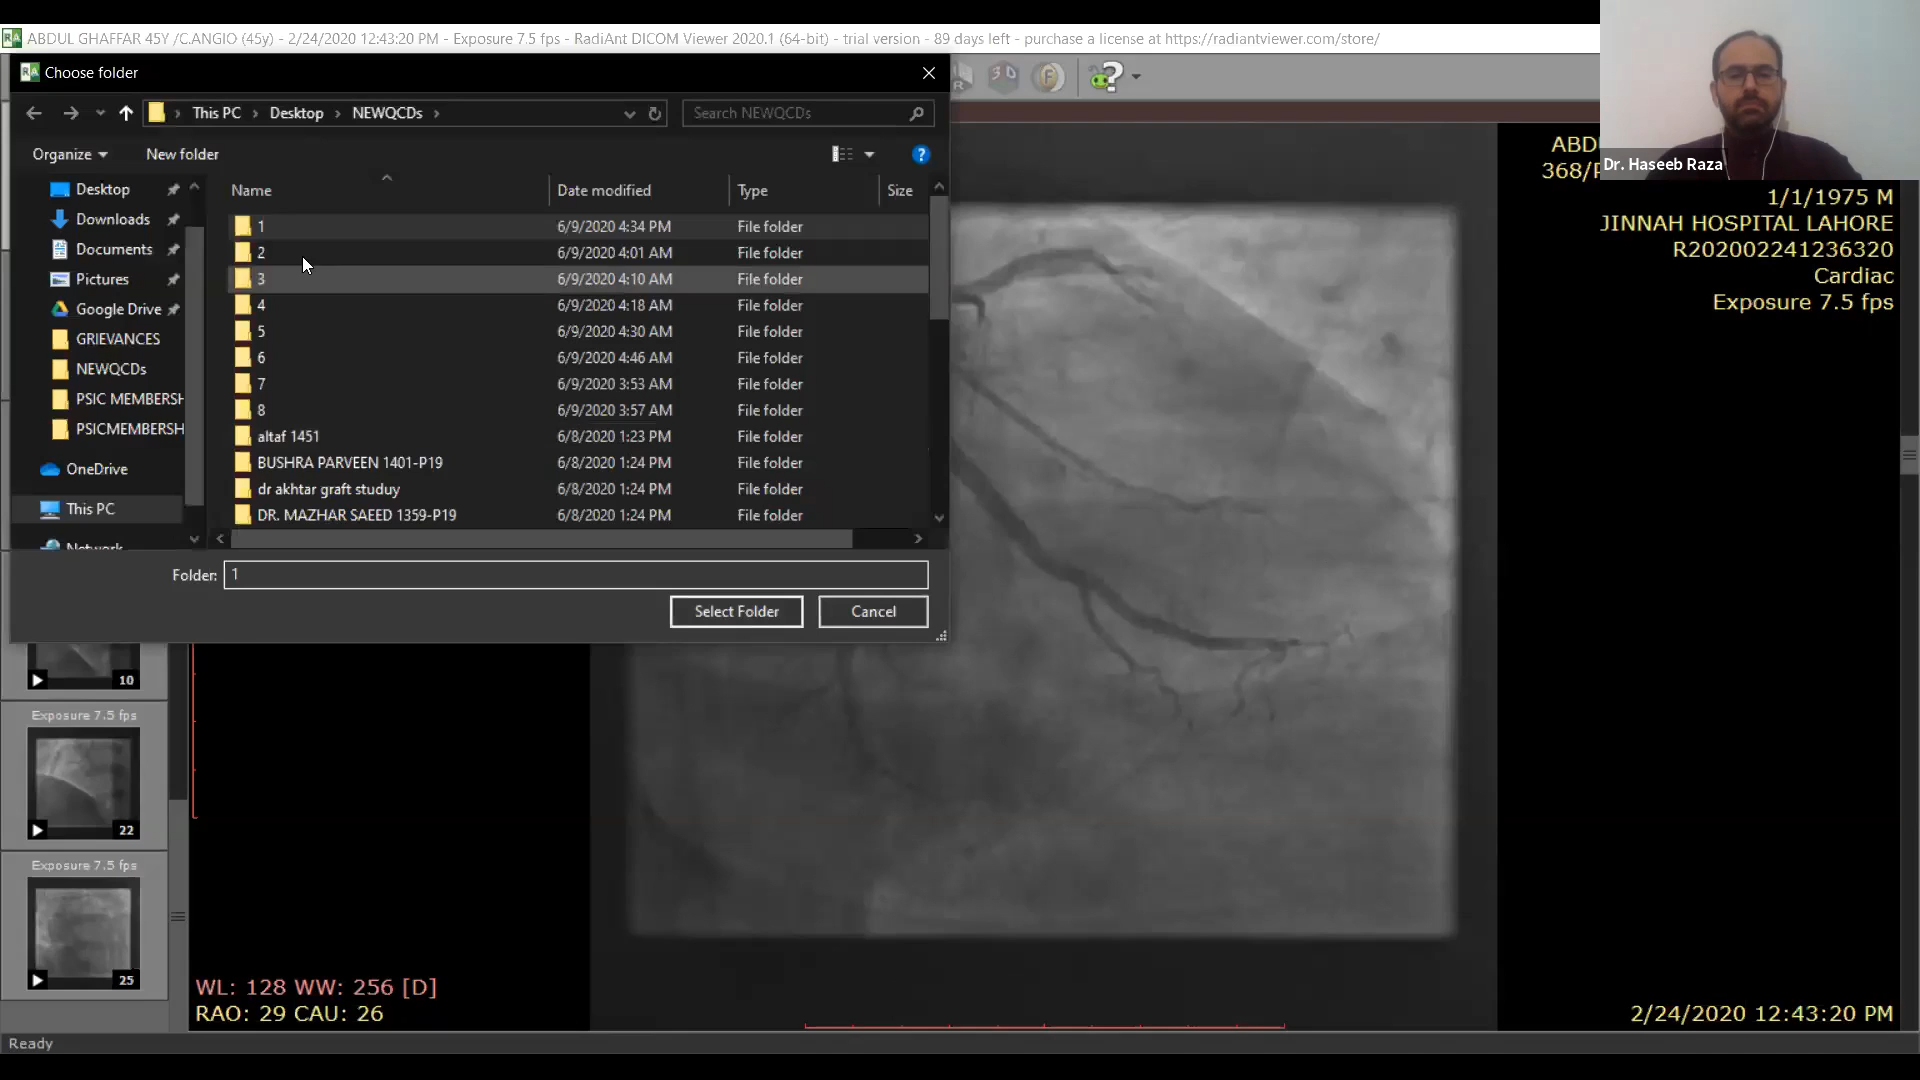 ABDUL GHAFFAR 45Y /C.ANGIO (45y) - 2/24/2020 12:43:20 PM - Exposure 7.5 fps - RadiAnt DICOM Viewer 2020.1 (64-bit) - trial version - 89 days left - purchase a license at https://radiantviewer.com/store/
Choose folder
This PC > Desktop > NEWQCDs >
Search NEWQCDs
Organize
New folder
Name Date modified Type Size
1 6/9/2020 4:34 PM File folder
2 6/9/2020 4:01 AM File folder
3 6/9/2020 4:10 AM File folder
4 6/9/2020 4:18 AM File folder
5 6/9/2020 4:30 AM File folder
6 6/9/2020 4:46 AM File folder
7 6/9/2020 3:53 AM File folder
8 6/9/2020 3:57 AM File folder
altaf 1451 6/8/2020 1:23 PM File folder
BUSHRA PARVEEN 1401-P19 6/8/2020 1:24 PM File folder
dr akhtar graft studuy 6/8/2020 1:24 PM File folder
DR. MAZHAR SAEED 1359-P19 6/8/2020 1:24 PM File folder
Desktop
Downloads
Documents
Pictures
Google Drive
GRIEVANCES
NEWQCDs
PSIC MEMBERSH
PSICMEMBERSH
OneDrive
This PC
Network
Folder: 1
Select Folder
Cancel
10
Exposure 7.5 fps
22
Exposure 7.5 fps
25
WL: 128 WW: 256 [D]
RAO: 29 CAU: 26
Ready
Dr. Haseeb Raza
ABD
368/
1/1/1975 M
JINNAH HOSPITAL LAHORE
R202002241236320
Cardiac
Exposure 7.5 fps
2/24/2020 12:43:20 PM